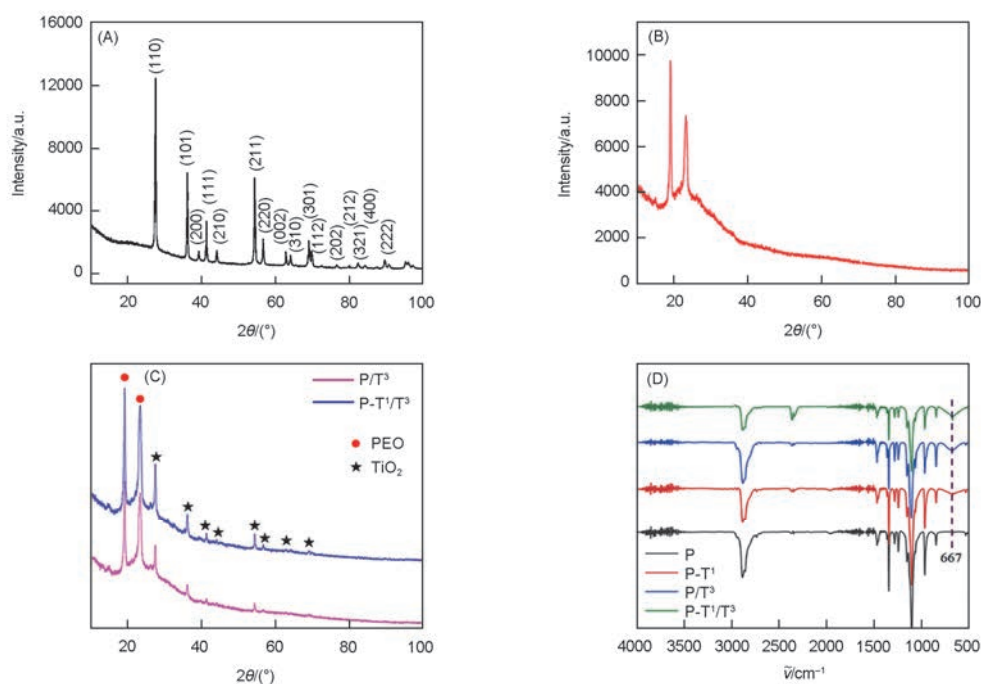 (A)
16000
12000
8000
4000
0
Intensity/a.u.
(110)
(101)
(200)
(111)
(210)
(211)
(220)
(002)
(310)
(301)
(112)
(202)
(212)
(321)
(400)
(222)
20 40 60 80 100
2θ/(°)
(B)
10000
8000
6000
4000
2000
0
Intensity/a.u.
20 40 60 80 100
2θ/(°)
(C)
P/T³
P-T¹/T³
PEO
TiO₂
Intensity/a.u.
20 40 60 80 100
2θ/(°)
(D)
667
P
P-T¹
P/T³
P-T¹/T³
Intensity/a.u.
4000 3500 3000 2500 2000 1500 1000 500
ṽ/cm⁻¹